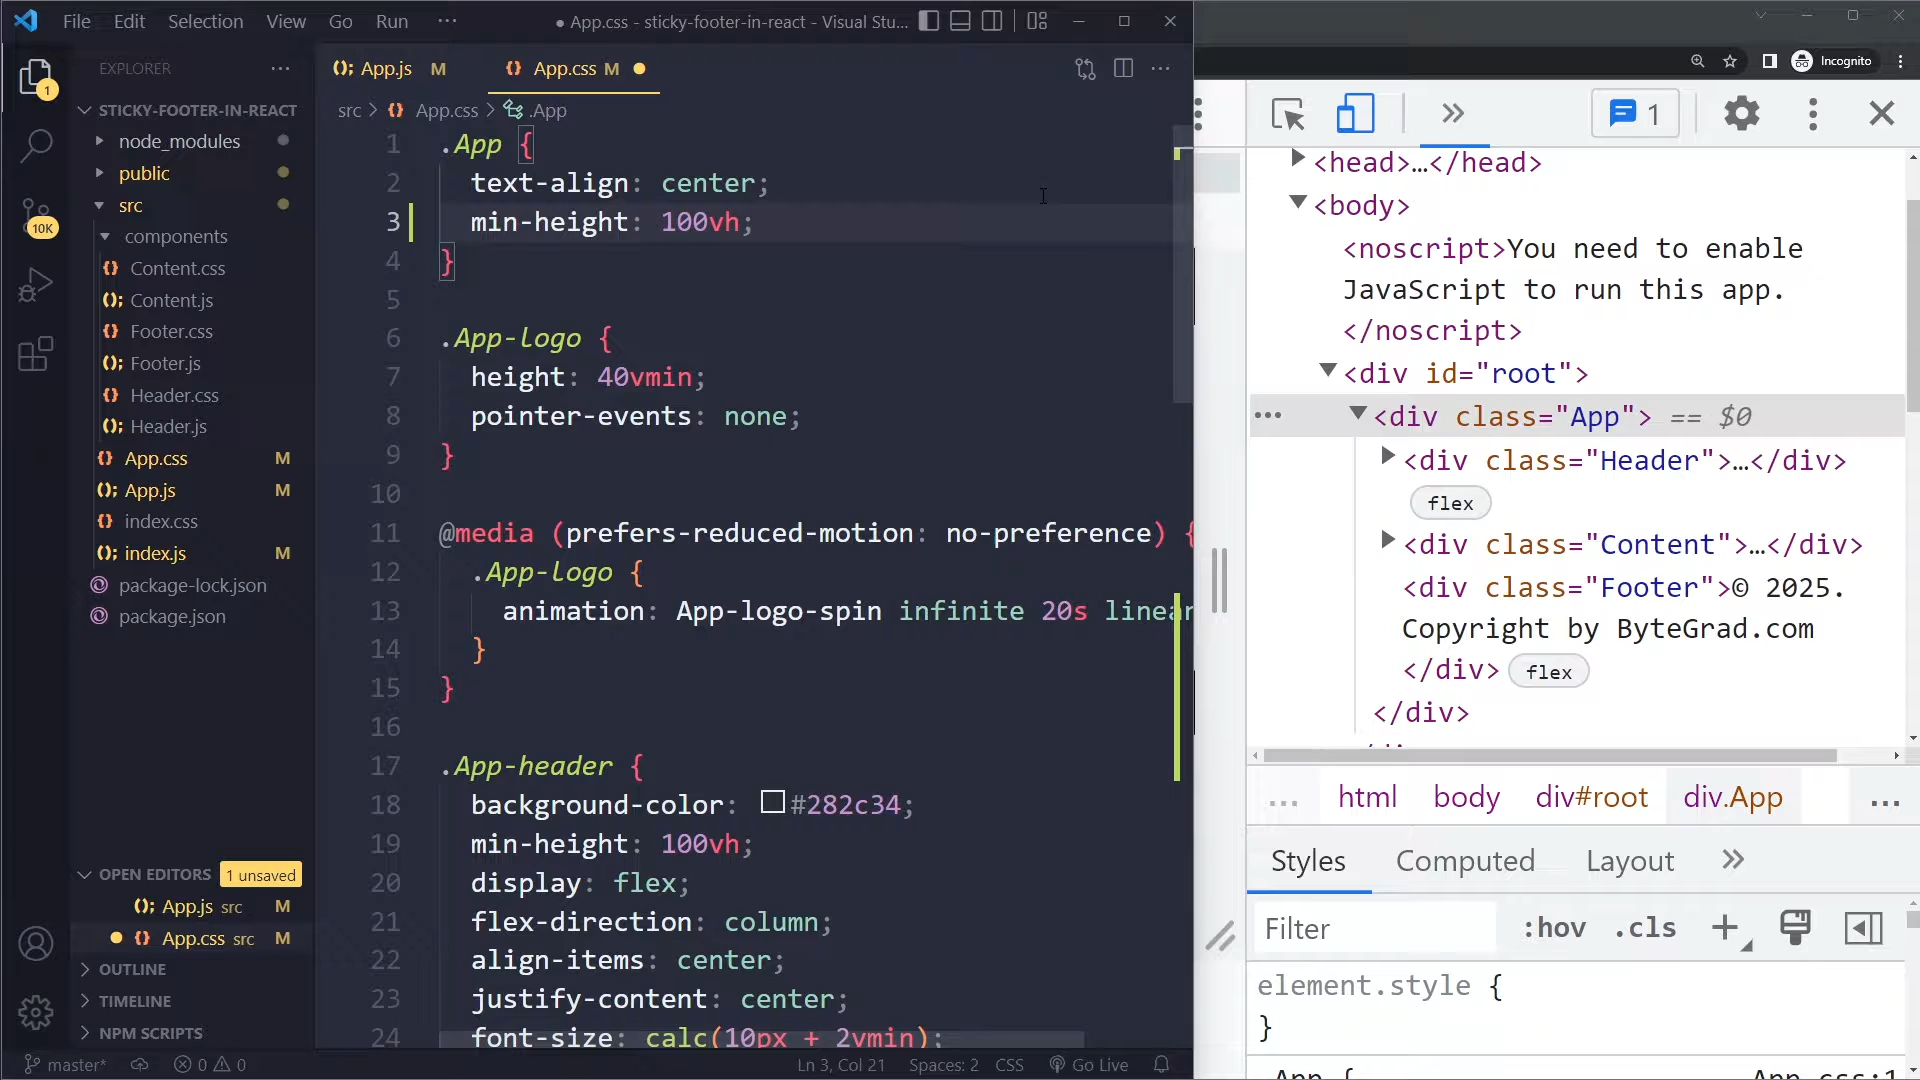 File Edit Selection View Go Run ···
● App.css - sticky-footer-in-react - Visual Stu...
EXPLORER ···
STICKY-FOOTER-IN-REACT
node_modules
public
src
components
Content.css
Content.js
Footer.css
Footer.js
Header.css
Header.js
App.css M
App.js M
index.css
index.js M
package-lock.json
package.json
1
10K
OPEN EDITORS 1 unsaved
App.js src M
App.css src M
OUTLINE
TIMELINE
NPM SCRIPTS
App.js M
App.css M
src > App.css > .App
1 .App {
2 text-align: center;
3 min-height: 100vh;
4 }
5
6 .App-logo {
7 height: 40vmin;
8 pointer-events: none;
9 }
10
11 @media (prefers-reduced-motion: no-preference) {
12 .App-logo {
13 animation: App-logo-spin infinite 20s linear
14 }
15 }
16
17 .App-header {
18 background-color: #282c34;
19 min-height: 100vh;
20 display: flex;
21 flex-direction: column;
22 align-items: center;
23 justify-content: center;
24 font-size: calc(10px + 2vmin);
master* 0 0 Ln 3, Col 21 Spaces: 2 CSS Go Live
Incognito
1
<head>…</head>
<body>
<noscript>You need to enable
JavaScript to run this app.
</noscript>
<div id="root">
<div class="App"> == $0
<div class="Header">…</div>
flex
<div class="Content">…</div>
<div class="Footer">© 2025.
Copyright by ByteGrad.com
</div> flex
</div>
... html body div#root div.App ...
Styles Computed Layout
Filter :hov .cls
element.style {
}
.App { App.css:1